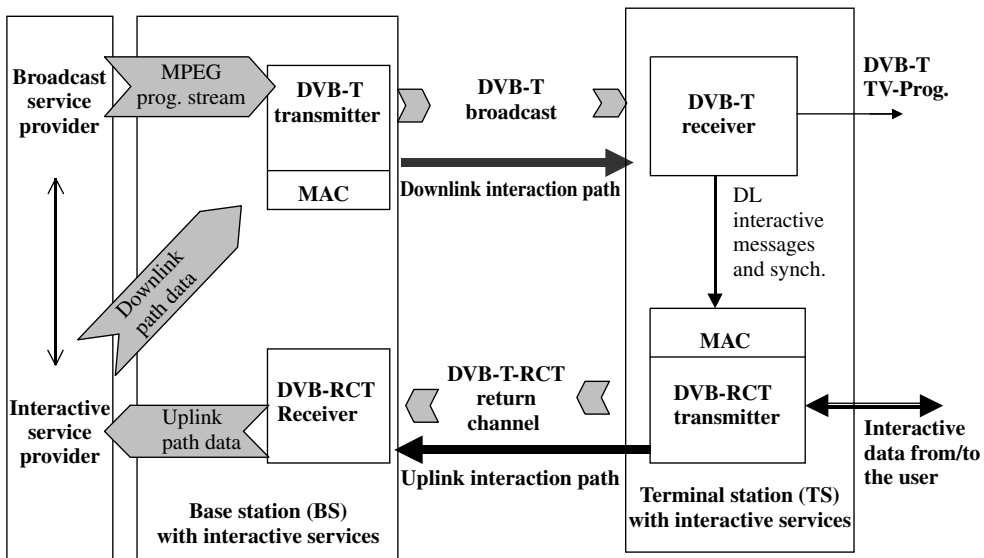 Broadcast
service
provider
MPEG
prog. stream
DVB-T
transmitter
MAC
DVB-T
broadcast
Downlink interaction path
DVB-T
receiver
DVB-T
TV-Prog.
DL
interactive
messages
and synch.
Downlink
path data
Interactive
service
provider
Uplink
path data
DVB-RCT
Receiver
DVB-T-RCT
return
channel
Uplink interaction path
MAC
DVB-RCT
transmitter
Interactive
data from/to
the user
Base station (BS)
with interactive services
Terminal station (TS)
with interactive services